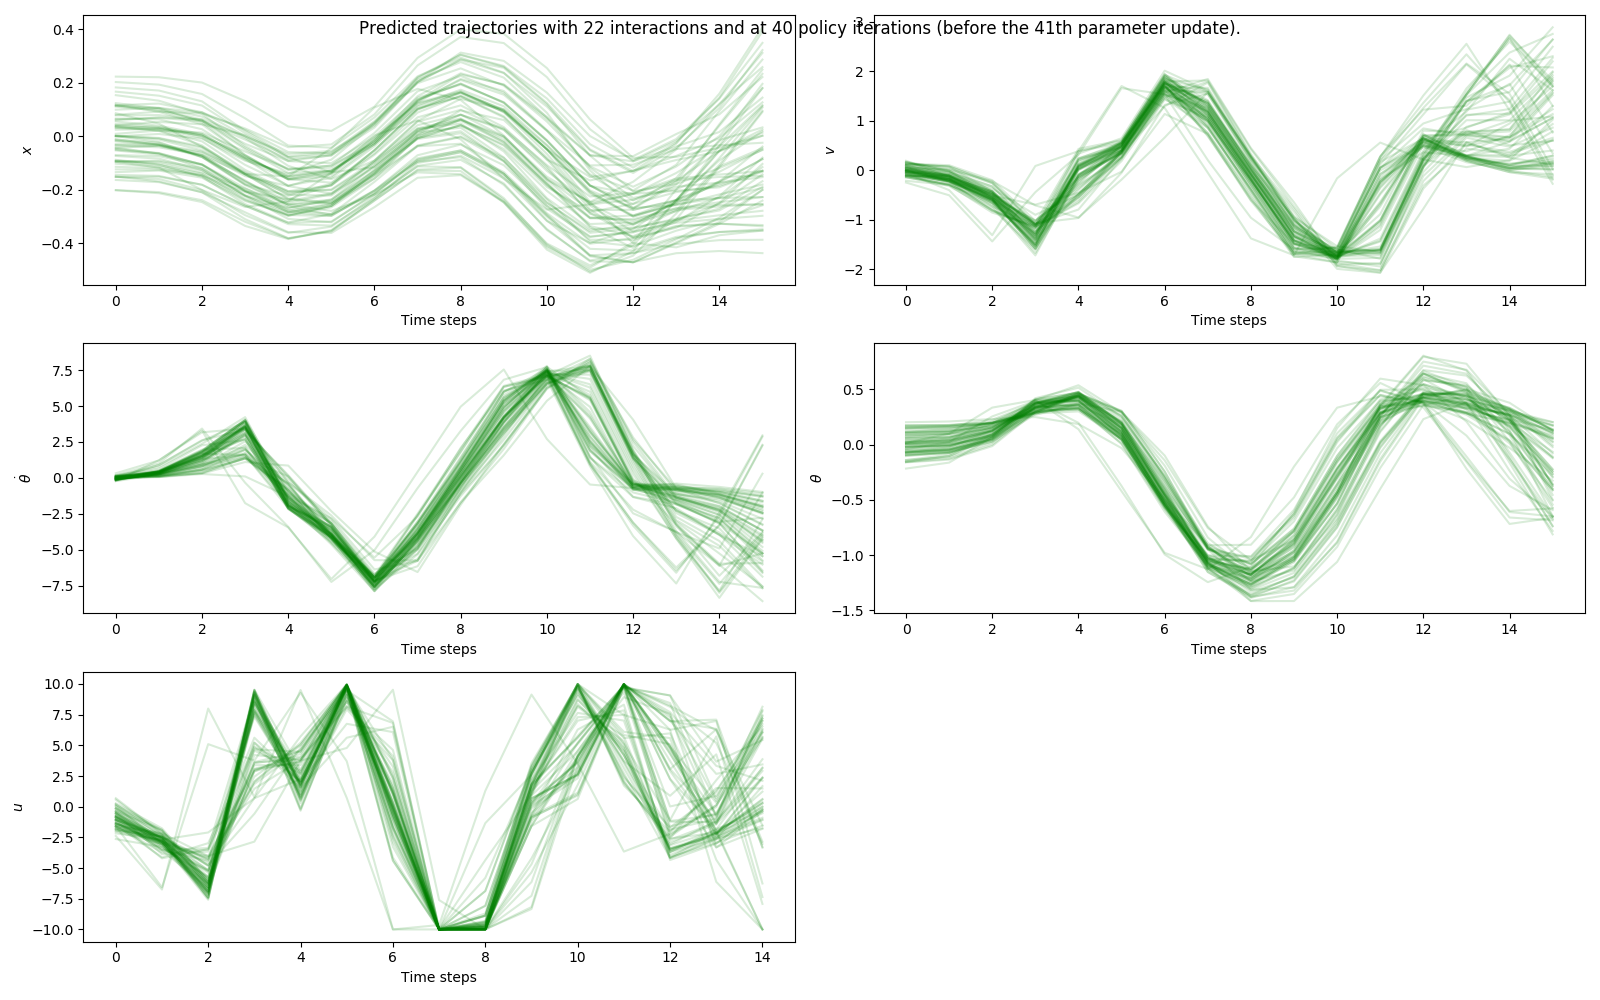 Predicted trajectories with 22 interactions and at 40 policy iterations (before the 41th parameter update).
0.4
0.2
0.0
−0.2
−0.4
x
0 2 4 6 8 10 12 14
Time steps
3
2
1
0
−1
−2
v
0 2 4 6 8 10 12 14
Time steps
7.5
5.0
2.5
0.0
−2.5
−5.0
−7.5
θ̇
0 2 4 6 8 10 12 14
Time steps
0.5
0.0
−0.5
−1.0
−1.5
θ
0 2 4 6 8 10 12 14
Time steps
10.0
7.5
5.0
2.5
0.0
−2.5
−5.0
−7.5
−10.0
u
0 2 4 6 8 10 12 14
Time steps